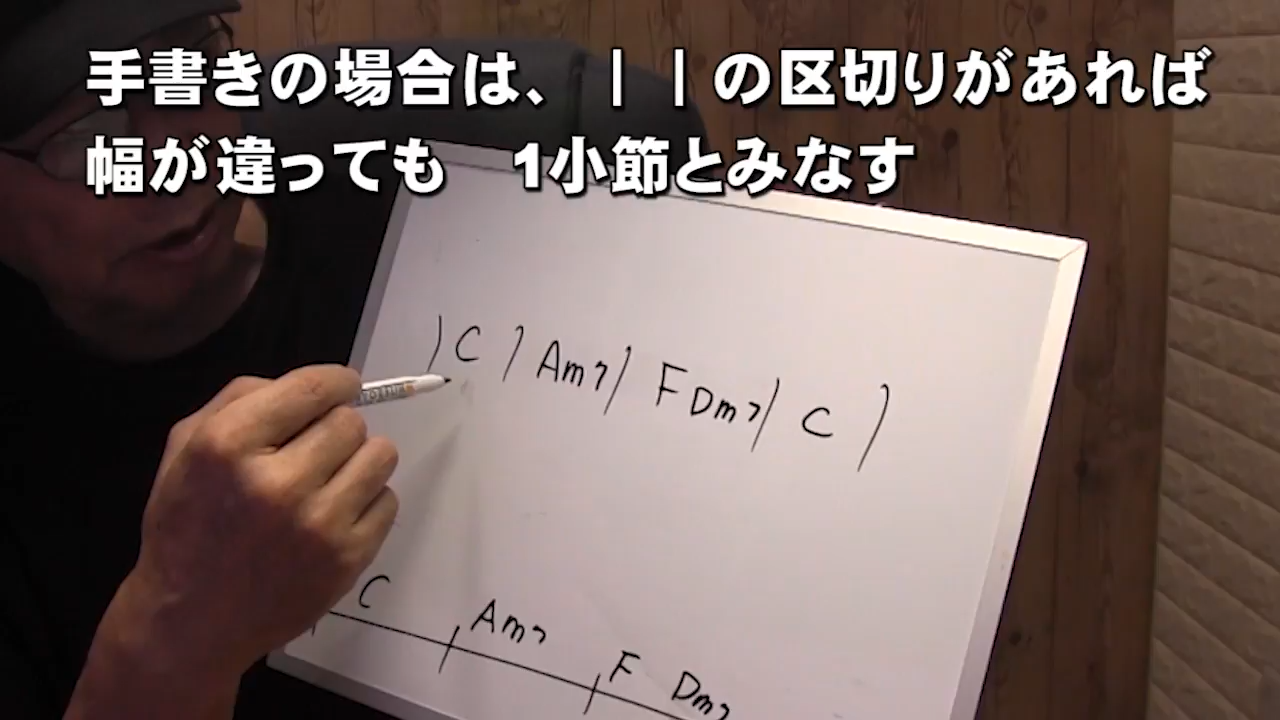 手書きの場合は、｜｜の区切りがあれば
幅が違っても　1小節とみなす
| C | Am7 | F Dm7 | C |
C Am7 F Dm7